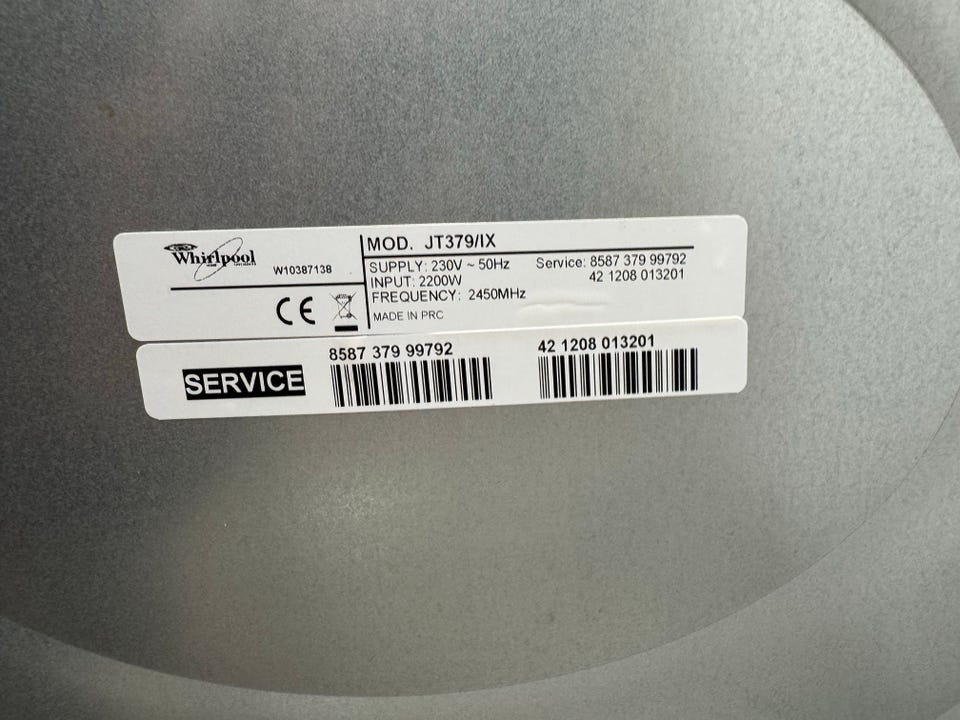 Whirlpool
W10387138
MOD. JT379/IX
SUPPLY: 230V ~ 50Hz
INPUT: 2200W
FREQUENCY: 2450MHz
MADE IN PRC
Service: 8587 379 99792
42 1208 013201
CE
SERVICE
8587 379 99792
42 1208 013201